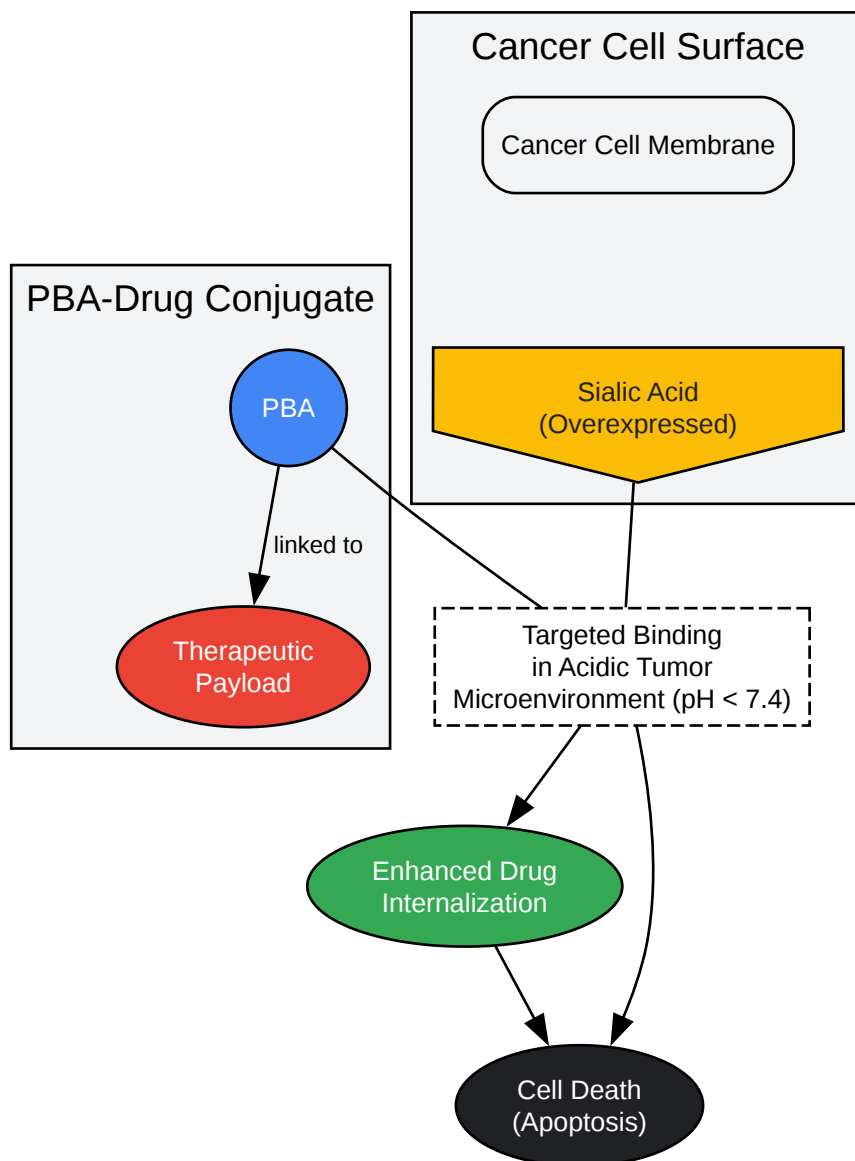 Cancer Cell Surface
Cancer Cell Membrane
PBA-Drug Conjugate
PBA
Sialic Acid
(Overexpressed)
linked to
Therapeutic
Payload
Targeted Binding
in Acidic Tumor
Microenvironment (pH < 7.4)
Enhanced Drug
Internalization
Cell Death
(Apoptosis)